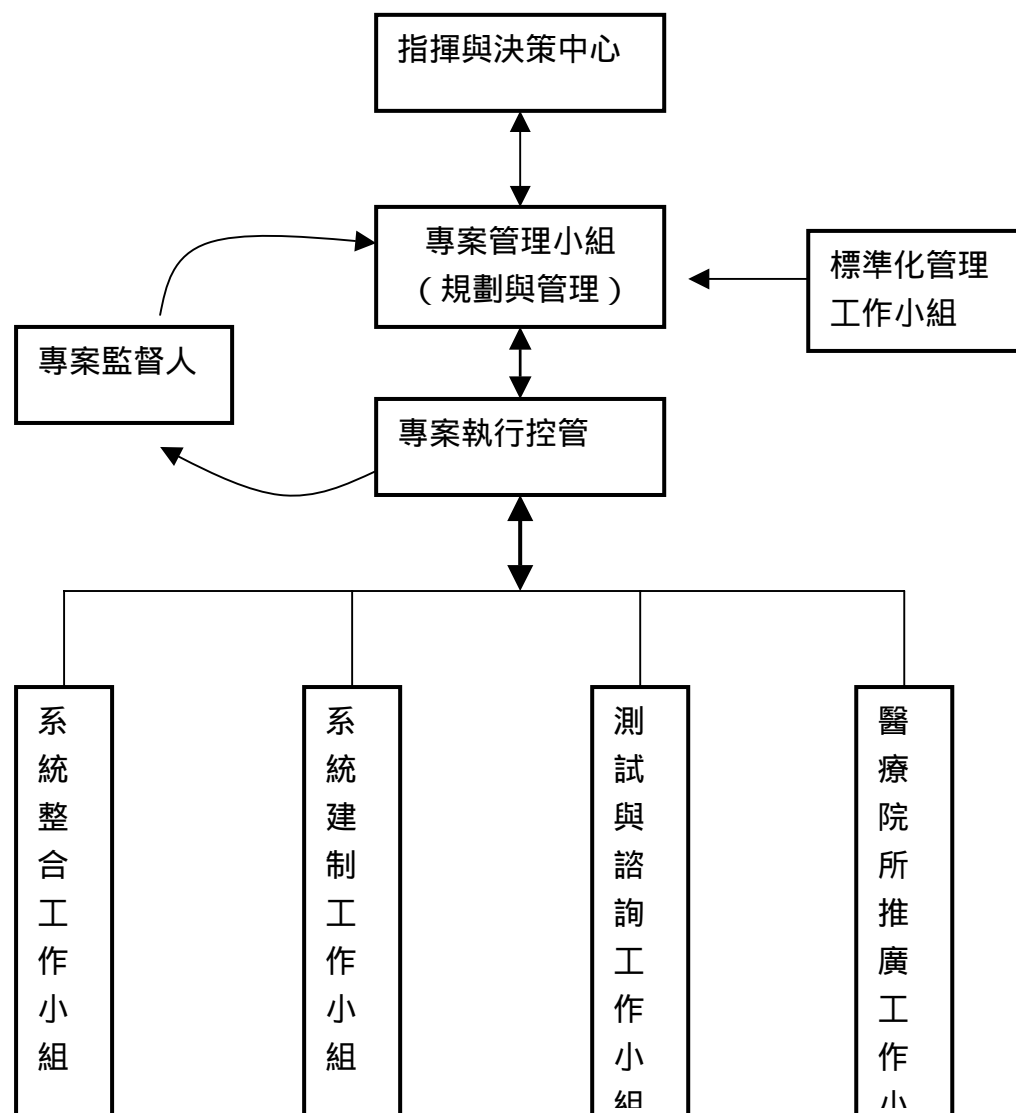 指揮與決策中心
專案管理小組
（規劃與管理）
標準化管理
工作小組
專案監督人
專案執行控管
系統整合工作小組
系統建制工作小組
測試與諮詢工作小組
醫療院所推廣工作小